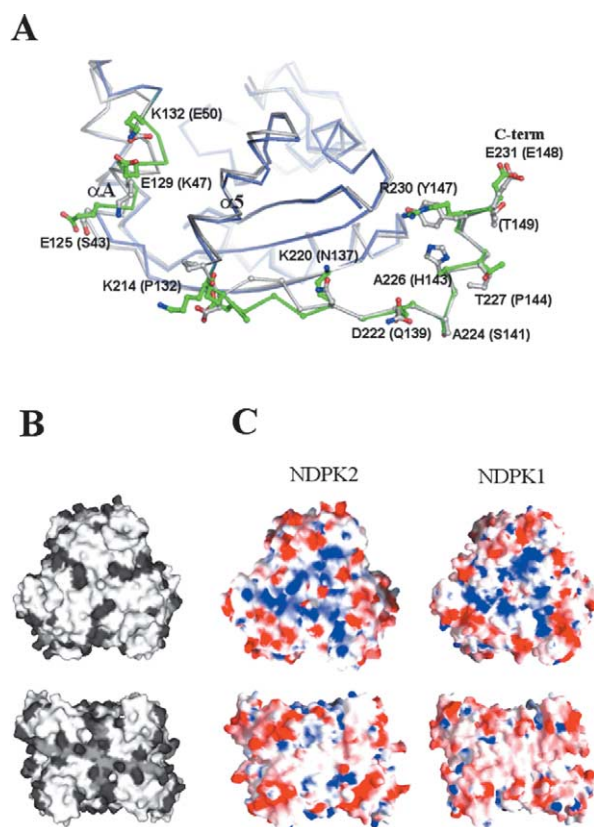 A
K132 (E50)
C-term
E231 (E148)
E129 (K47)
αA
α5
R230 (Y147)
(T149)
E125 (S43)
K220 (N137)
K214 (P132)
A226 (H143)
T227 (P144)
D222 (Q139)
A224 (S141)
B
C
NDPK2
NDPK1